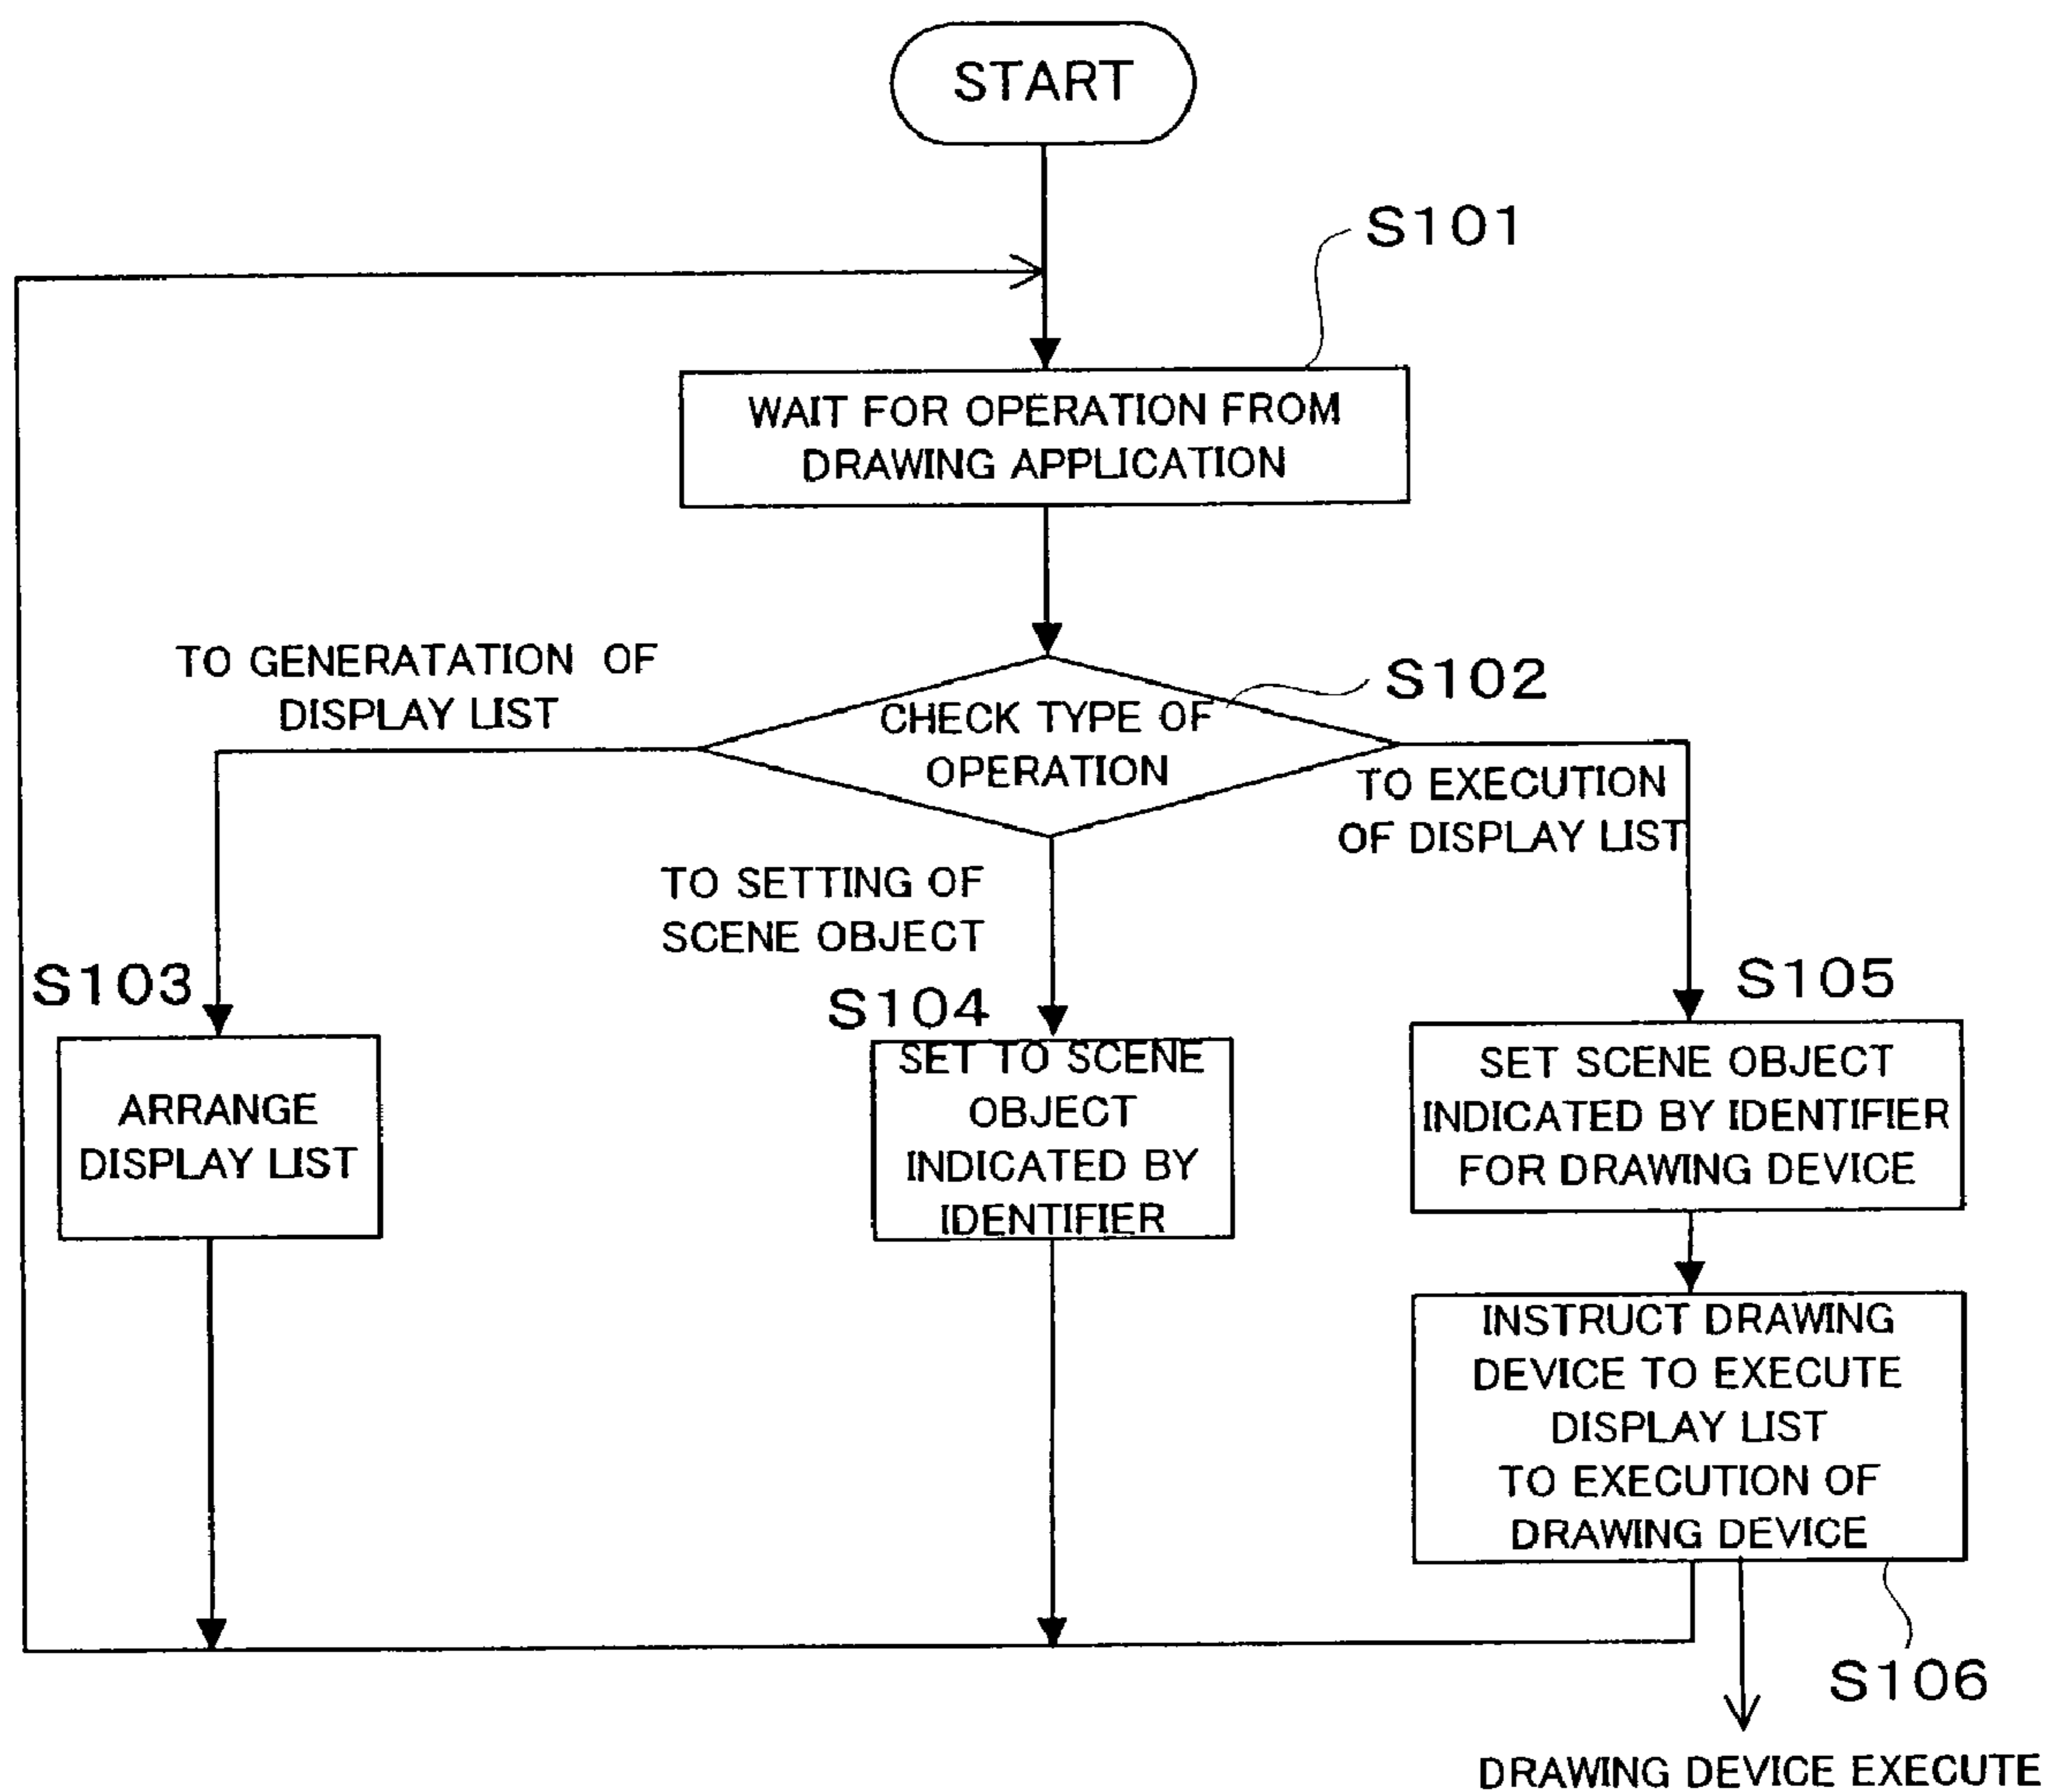 START
S101
WAIT FOR OPERATION FROM
DRAWING APPLICATION
TO GENERATATION OF
DISPLAY LIST
S102
CHECK TYPE OF
OPERATION
TO EXECUTION
OF DISPLAY LIST
TO SETTING OF
SCENE OBJECT
S103
ARRANGE
DISPLAY LIST
S104
SET TO SCENE
OBJECT
INDICATED BY
IDENTIFIER
S105
SET SCENE OBJECT
INDICATED BY IDENTIFIER
FOR DRAWING DEVICE
INSTRUCT DRAWING
DEVICE TO EXECUTE
DISPLAY LIST
TO EXECUTION OF
DRAWING DEVICE
S106
DRAWING DEVICE EXECUTE